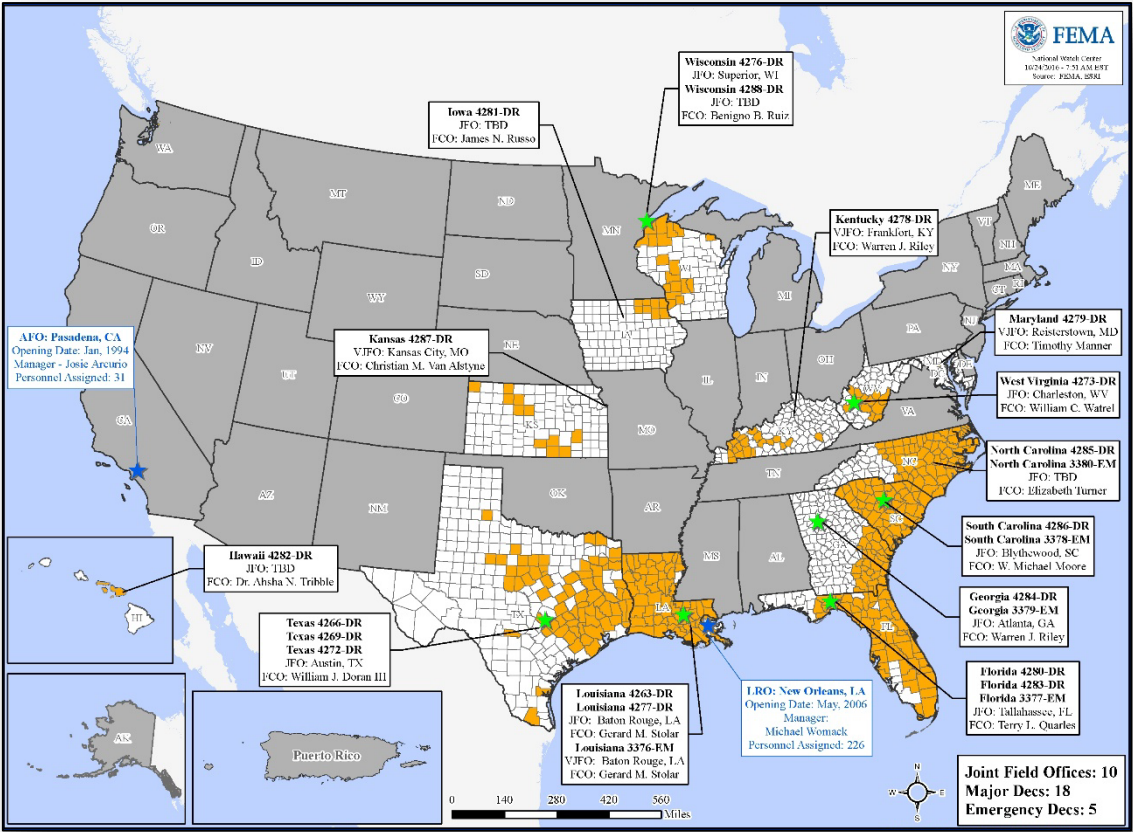 FEMA
National Watch Center
10/24/2016 - 7:51 AM EST
Source: FEMA, ESRI
Wisconsin 4276-DR
JFO: Superior, WI
Wisconsin 4288-DR
JFO: TBD
FCO: Benigno B. Ruiz
Iowa 4281-DR
JFO: TBD
FCO: James N. Russo
Kentucky 4278-DR
VJFO: Frankfort, KY
FCO: Warren J. Riley
Maryland 4279-DR
VJFO: Reisterstown, MD
FCO: Timothy Manner
AFO: Pasadena, CA
Opening Date: Jan, 1994
Manager - Josie Arcurio
Personnel Assigned: 31
Kansas 4287-DR
VJFO: Kansas City, MO
FCO: Christian M. Van Alstyne
West Virginia 4273-DR
JFO: Charleston, WV
FCO: William C. Watrel
North Carolina 4285-DR
North Carolina 3380-EM
JFO: TBD
FCO: Elizabeth Turner
South Carolina 4286-DR
South Carolina 3378-EM
JFO: Blythewood, SC
FCO: W. Michael Moore
Hawaii 4282-DR
JFO: TBD
FCO: Dr. Ahsha N. Tribble
Georgia 4284-DR
Georgia 3379-EM
JFO: Atlanta, GA
FCO: Warren J. Riley
Texas 4266-DR
Texas 4269-DR
Texas 4272-DR
JFO: Austin, TX
FCO: William J. Doran III
Florida 4280-DR
Florida 4283-DR
Florida 3377-EM
JFO: Tallahassee, FL
FCO: Terry L. Quarles
Louisiana 4263-DR
Louisiana 4277-DR
JFO: Baton Rouge, LA
FCO: Gerard M. Stolar
Louisiana 3376-EM
VJFO: Baton Rouge, LA
FCO: Gerard M. Stolar
LRO: New Orleans, LA
Opening Date: May, 2006
Manager:
Michael Womack
Personnel Assigned: 226
WA
OR
CA
NV
ID
MT
WY
UT
AZ
CO
NM
ND
SD
NE
KS
OK
TX
MN
IA
MO
AR
LA
WI
IL
MI
IN
OH
KY
TN
MS
AL
GA
FL
SC
NC
VA
WV
MD
DE
PA
NJ
NY
CT
RI
MA
VT
NH
ME
HI
AK
Puerto Rico
0 140 280 420 560
Miles
N
W E
S
Joint Field Offices: 10
Major Decs: 18
Emergency Decs: 5